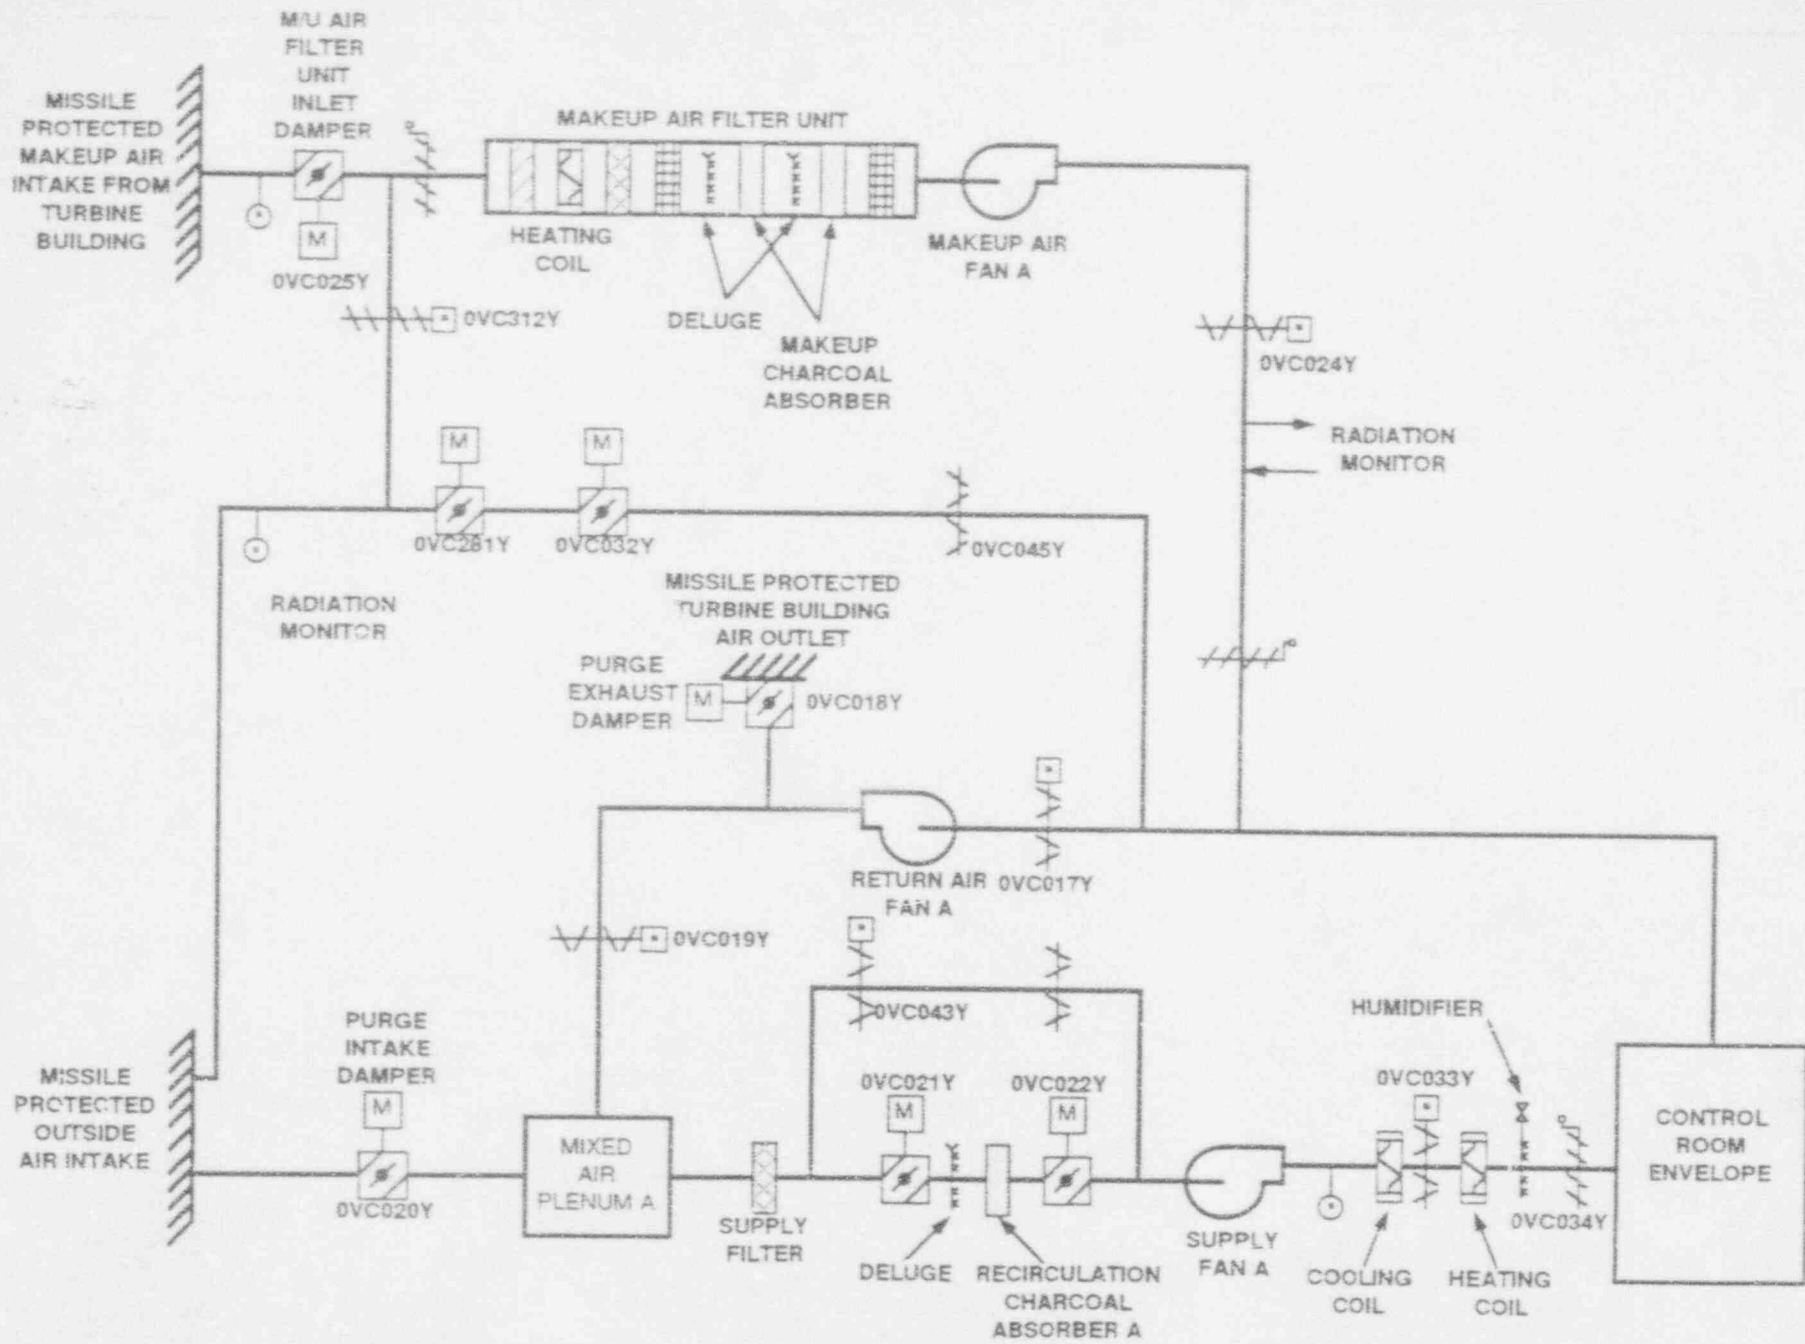 M/U AIR
FILTER
UNIT
INLET
DAMPER
MISSILE
PROTECTED
MAKEUP AIR
INTAKE FROM
TURBINE
BUILDING
M
0VC025Y
MAKEUP AIR FILTER UNIT
HEATING
COIL
DELUGE
MAKEUP
CHARCOAL
ABSORBER
MAKEUP AIR
FAN A
0VC312Y
0VC024Y
RADIATION
MONITOR
M
M
0VC281Y
0VC032Y
0VC045Y
RADIATION
MONITOR
MISSILE PROTECTED
TURBINE BUILDING
AIR OUTLET
PURGE
EXHAUST
DAMPER
M
0VC018Y
RETURN AIR
FAN A
0VC017Y
0VC019Y
0VC043Y
MISSILE
PROTECTED
OUTSIDE
AIR INTAKE
PURGE
INTAKE
DAMPER
M
0VC020Y
MIXED
AIR
PLENUM A
SUPPLY
FILTER
0VC021Y
M
0VC022Y
M
DELUGE
RECIRCULATION
CHARCOAL
ABSORBER A
SUPPLY
FAN A
HUMIDIFIER
0VC033Y
0VC034Y
COOLING
COIL
HEATING
COIL
CONTROL
ROOM
ENVELOPE